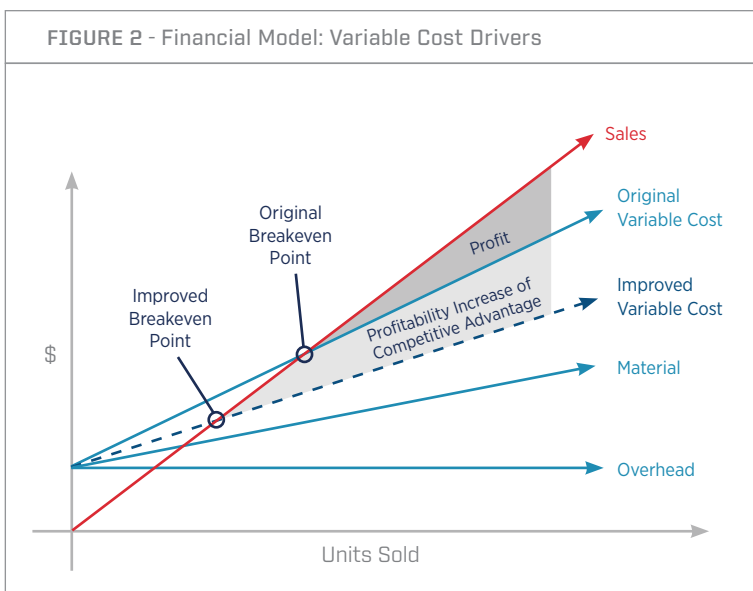 FIGURE 2 - Financial Model: Variable Cost Drivers
Sales
Original
Variable Cost
Original
Breakeven
Point
Profit
Improved
Variable Cost
Improved
Breakeven
Point
Profitability Increase of
Competitive Advantage
$
Material
Overhead
Units Sold